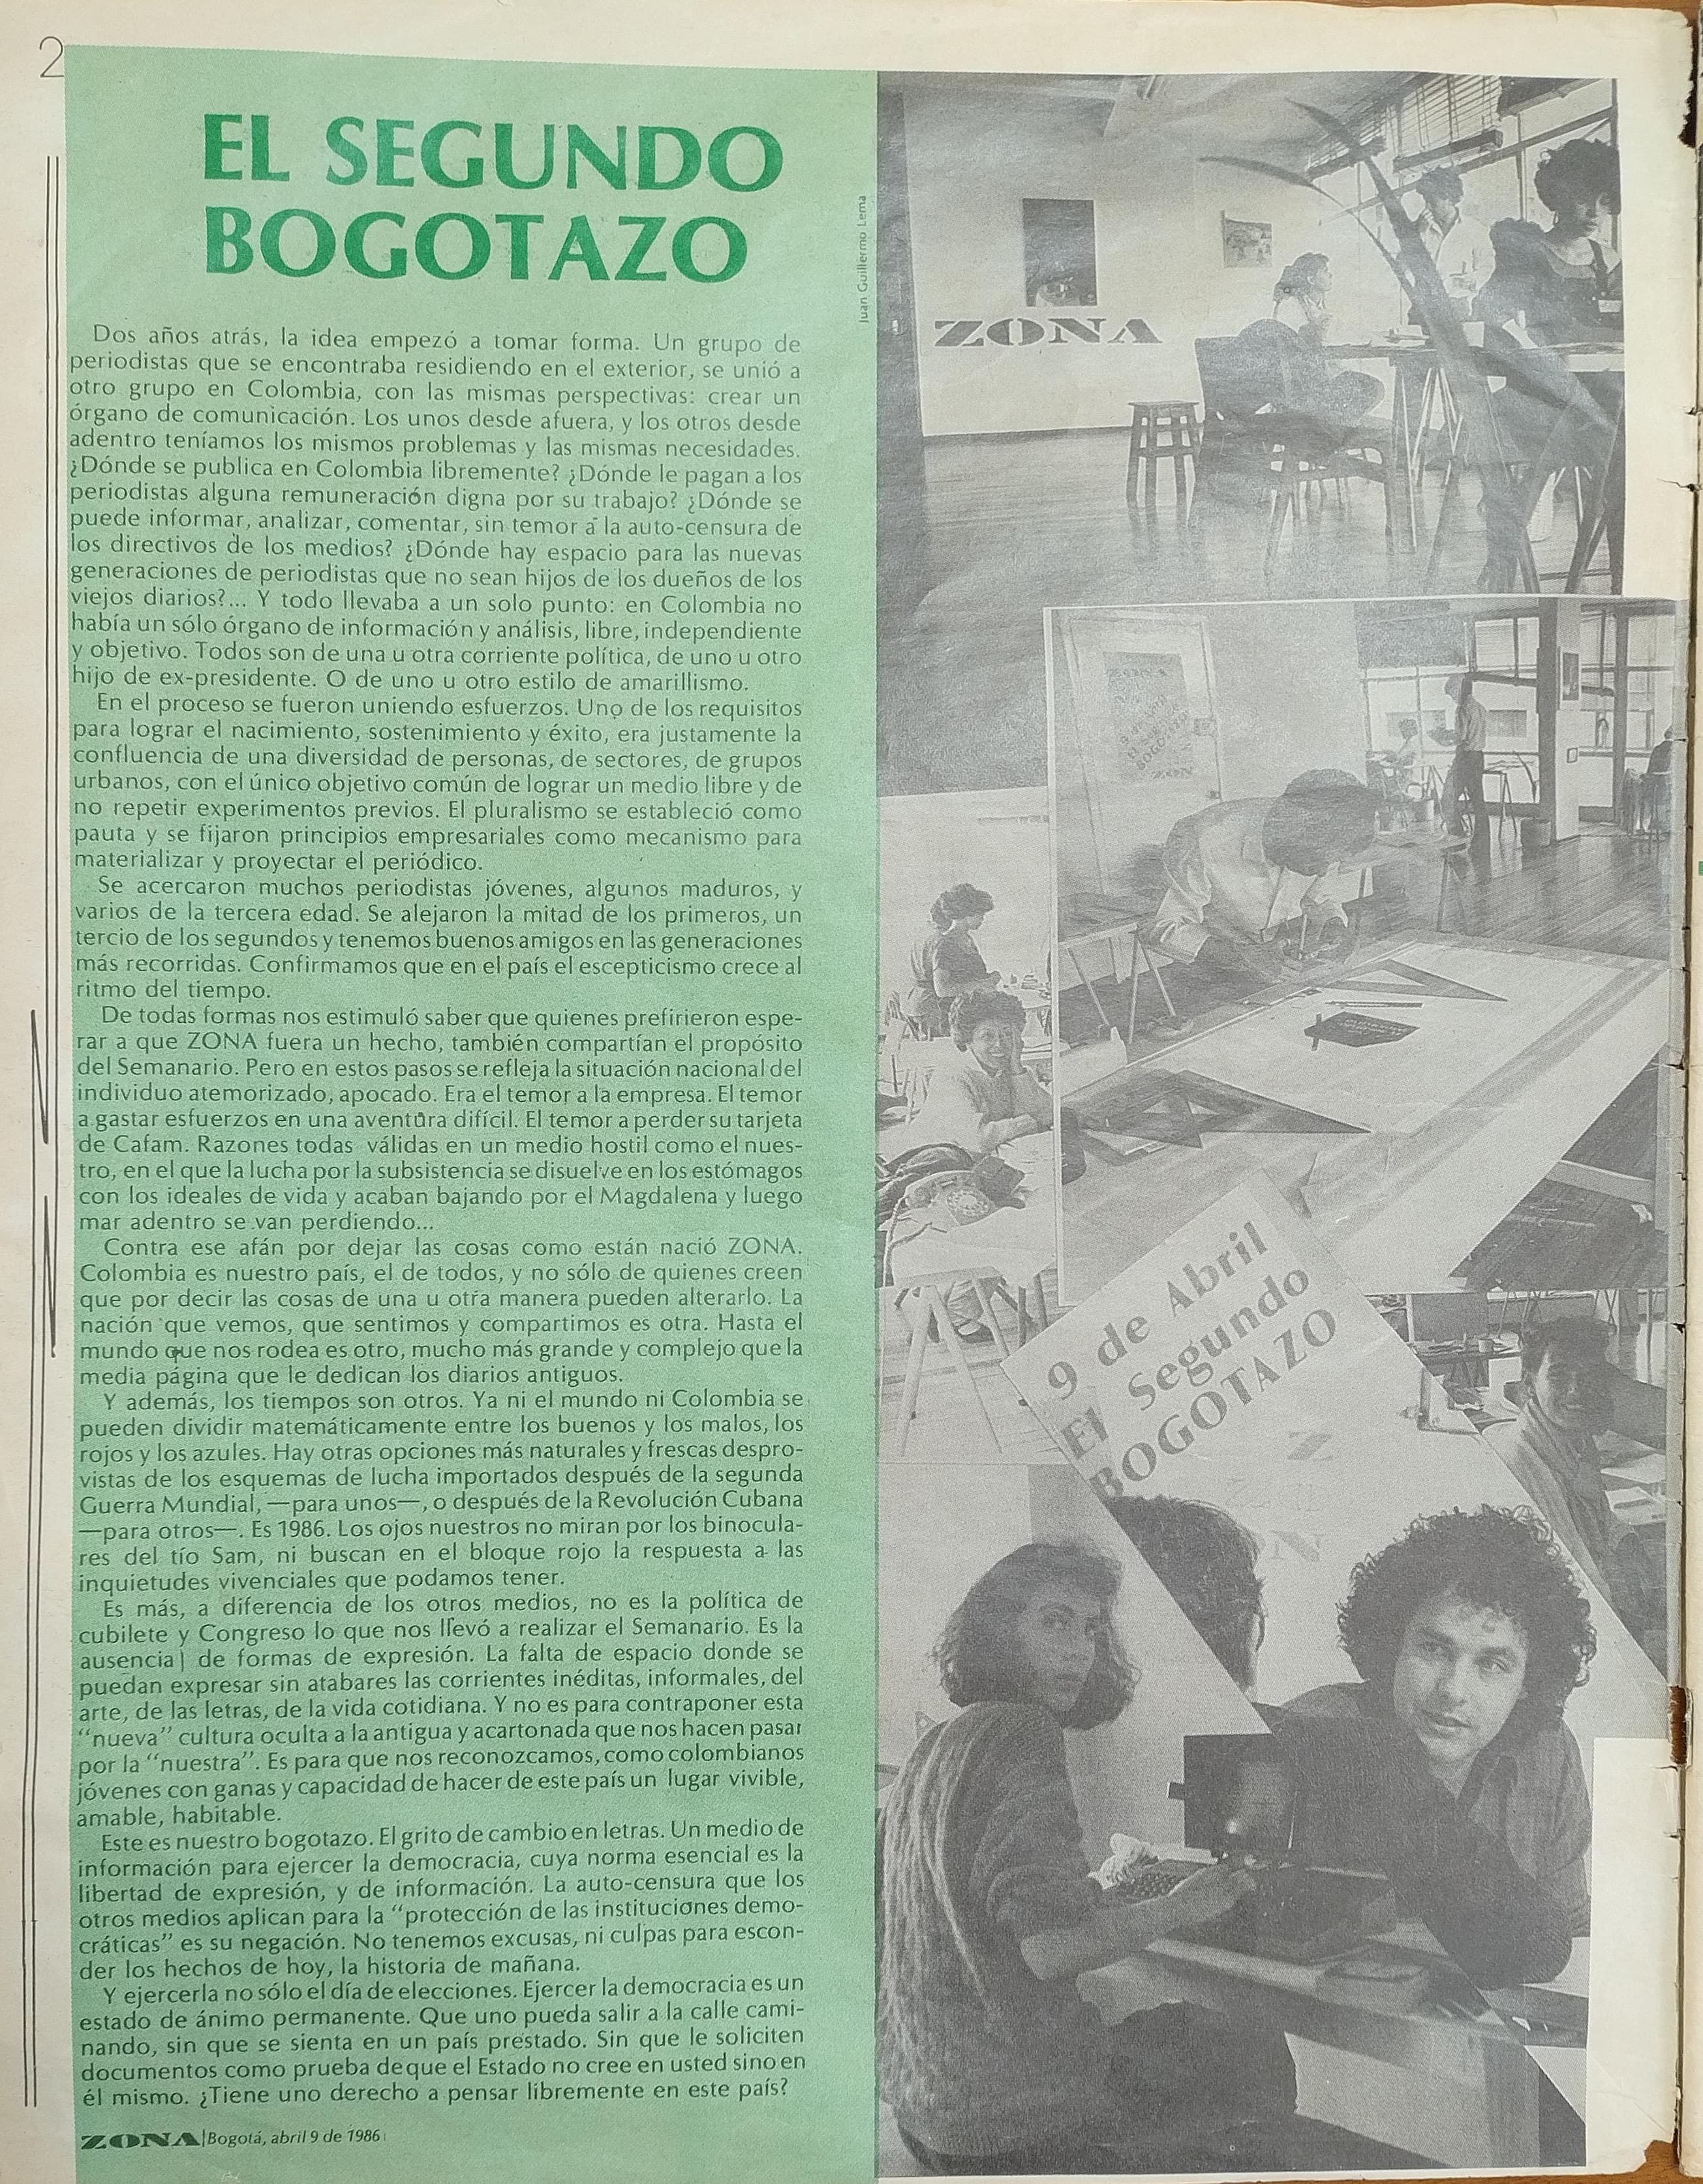 2
EL SEGUNDO
BOGOTAZO
Juan Guillermo Lema
Dos años atrás, la idea empezó a tomar forma. Un grupo de
periodistas que se encontraba residiendo en el exterior, se unió a
otro grupo en Colombia, con las mismas perspectivas: crear un
órgano de comunicación. Los unos desde afuera, y los otros desde
adentro teníamos los mismos problemas y las mismas necesidades.
¿Dónde se publica en Colombia libremente? ¿Dónde le pagan a los
periodistas alguna remuneración digna por su trabajo? ¿Dónde se
puede informar, analizar, comentar, sin temor a la auto-censura de
los directivos de los medios? ¿Dónde hay espacio para las nuevas
generaciones de periodistas que no sean hijos de los dueños de los
viejos diarios?... Y todo llevaba a un solo punto: en Colombia no
había un sólo órgano de información y análisis, libre, independiente
y objetivo. Todos son de una u otra corriente política, de uno u otro
hijo de ex-presidente. O de uno u otro estilo de amarillismo.
En el proceso se fueron uniendo esfuerzos. Uno de los requisitos
para lograr el nacimiento, sostenimiento y éxito, era justamente la
confluencia de una diversidad de personas, de sectores, de grupos
urbanos, con el único objetivo común de lograr un medio libre y de
no repetir experimentos previos. El pluralismo se estableció como
pauta y se fijaron principios empresariales como mecanismo para
materializar y proyectar el periódico.
Se acercaron muchos periodistas jóvenes, algunos maduros, y
varios de la tercera edad. Se alejaron la mitad de los primeros, un
tercio de los segundos y tenemos buenos amigos en las generaciones
más recorridas. Confirmamos que en el país el escepticismo crece al
ritmo del tiempo.
De todas formas nos estimuló saber que quienes prefirieron espe-
rar a que ZONA fuera un hecho, también compartían el propósito
del Semanario. Pero en estos pasos se refleja la situación nacional del
individuo atemorizado, apocado. Era el temor a la empresa. El temor
a gastar esfuerzos en una aventura difícil. El temor a perder su tarjeta
de Cafam. Razones todas válidas en un medio hostil como el nues-
tro, en el que la lucha por la subsistencia se disuelve en los estómagos
con los ideales de vida y acaban bajando por el Magdalena y luego
mar adentro se van perdiendo...
Contra ese afán por dejar las cosas como están nació ZONA.
Colombia es nuestro país, el de todos, y no sólo de quienes creen
que por decir las cosas de una u otra manera pueden alterarlo. La
nación que vemos, que sentimos y compartimos es otra. Hasta el
mundo que nos rodea es otro, mucho más grande y complejo que la
media página que le dedican los diarios antiguos.
Y además, los tiempos son otros. Ya ni el mundo ni Colombia se
pueden dividir matemáticamente entre los buenos y los malos, los
rojos y los azules. Hay otras opciones más naturales y frescas despro-
vistas de los esquemas de lucha importados después de la segunda
Guerra Mundial, —para unos—, o después de la Revolución Cubana
—para otros—. Es 1986. Los ojos nuestros no miran por los binocula-
res del tío Sam, ni buscan en el bloque rojo la respuesta a las
inquietudes vivenciales que podamos tener.
Es más, a diferencia de los otros medios, no es la política de
cubilete y Congreso lo que nos llevó a realizar el Semanario. Es la
ausencia de formas de expresión. La falta de espacio donde se
puedan expresar sin atabares las corrientes inéditas, informales, del
arte, de las letras, de la vida cotidiana. Y no es para contraponer esta
“nueva” cultura oculta a la antigua y acartonada que nos hacen pasar
por la “nuestra”. Es para que nos reconozcamos, como colombianos
jóvenes con ganas y capacidad de hacer de este país un lugar vivible,
amable, habitable.
Este es nuestro bogotazo. El grito de cambio en letras. Un medio de
información para ejercer la democracia, cuya norma esencial es la
libertad de expresión, y de información. La auto-censura que los
otros medios aplican para la “protección de las instituciones demo-
cráticas” es su negación. No tenemos excusas, ni culpas para escon-
der los hechos de hoy, la historia de mañana.
Y ejercerla no sólo el día de elecciones. Ejercer la democracia es un
estado de ánimo permanente. Que uno pueda salir a la calle cami-
nando, sin que se sienta en un país prestado. Sin que le soliciten
documentos como prueba de que el Estado no cree en usted sino en
él mismo. ¿Tiene uno derecho a pensar libremente en este país?
ZONA | Bogotá, abril 9 de 1986
ZONA
9 de Abril
El Segundo
BOGOTAZO